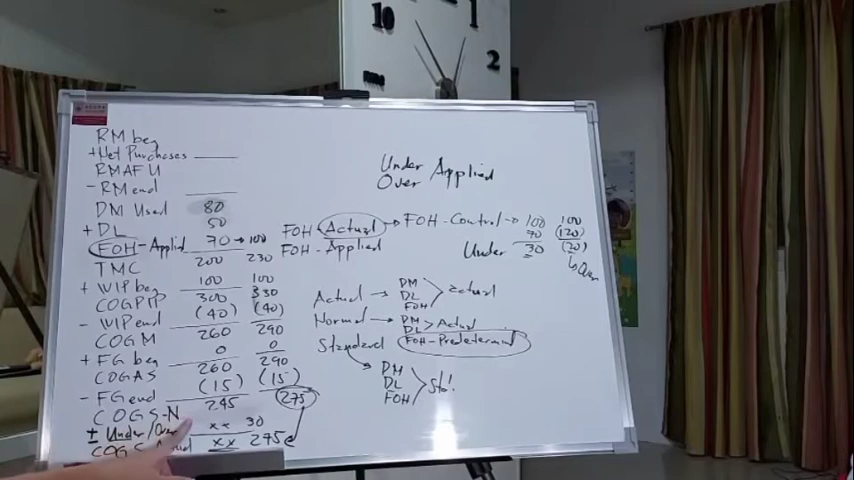 10
1
2
RM beg
+Net Purchases
RMAFU
- RM end
DM Used 80
+ DL 50
FOH-Applied 70 → 100
TMC 200 230
+ WIP beg 100 100
COGPIP 300 330
- WIP end (40) (40)
COGM 260 290
+ FG beg 0 0
COGAS 260 290
- FG end (15) (15)
COGS-N 245 275
± Under/Over xx 30
COGS xx 275
Under
Over Applied
FOH Actual → FOH-Control → 100 100
FOH-Applied 70 (120)
Under 30 (20)
↳ Over
Actual → DM
DL Actual
FOH
Normal → DM
DL > Actual
FOH-Predetermind
Standard → DM
DL Std!
FOH